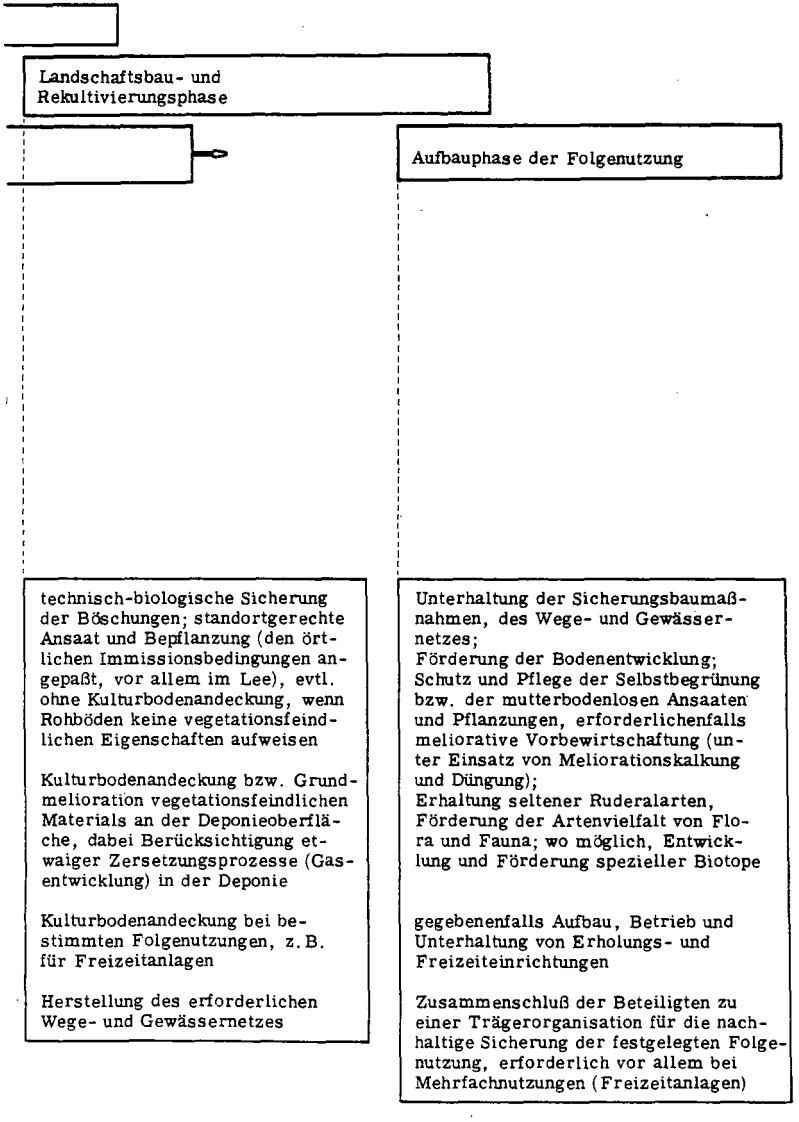 Landschaftsbau- und
Rekultivierungsphase
Aufbauphase der Folgenutzung
technisch-biologische Sicherung
der Böschungen; standortgerechte
Ansaat und Bepflanzung (den ört-
lichen Immissionsbedingungen an-
gepaßt, vor allem im Lee), evtl.
ohne Kulturbodenandeckung, wenn
Rohböden keine vegetationsfeind-
lichen Eigenschaften aufweisen
Kulturbodenandeckung bzw. Grund-
melioration vegetationsfeindlichen
Materials an der Deponieoberflä-
che, dabei Berücksichtigung et-
waiger Zersetzungsprozesse (Gas-
entwicklung) in der Deponie
Kulturbodenandeckung bei be-
stimmten Folgenutzungen, z.B.
für Freizeitanlagen
Herstellung des erforderlichen
Wege- und Gewässernetzes
Unterhaltung der Sicherungsbaumaß-
nahmen, des Wege- und Gewässer-
netzes;
Förderung der Bodenentwicklung;
Schutz und Pflege der Selbstbegrünung
bzw. der mutterbodenlosen Ansaaten
und Pflanzungen, erforderlichenfalls
meliorative Vorbewirtschaftung (un-
ter Einsatz von Meliorationskalkung
und Düngung);
Erhaltung seltener Ruderalarten,
Förderung der Artenvielfalt von Flo-
ra und Fauna; wo möglich, Entwick-
lung und Förderung spezieller Biotope
gegebenenfalls Aufbau, Betrieb und
Unterhaltung von Erholungs- und
Freizeiteinrichtungen
Zusammenschluß der Beteiligten zu
einer Trägerorganisation für die nach-
haltige Sicherung der festgelegten Folge-
nutzung, erforderlich vor allem bei
Mehrfachnutzungen (Freizeitanlagen)